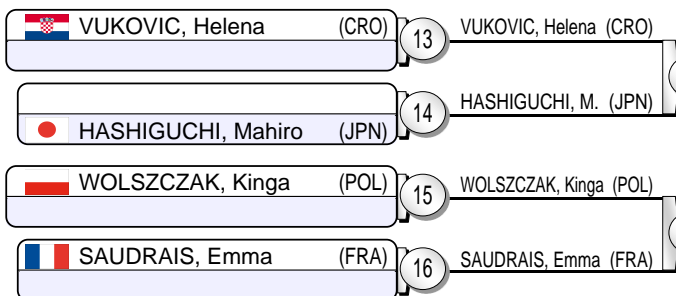 VUKOVIC, Helena (CRO) 13 VUKOVIC, Helena (CRO)
14 HASHIGUCHI, M. (JPN)
HASHIGUCHI, Mahiro (JPN)
WOLSZCZAK, Kinga (POL) 15 WOLSZCZAK, Kinga (POL)
SAUDRAIS, Emma (FRA) 16 SAUDRAIS, Emma (FRA)